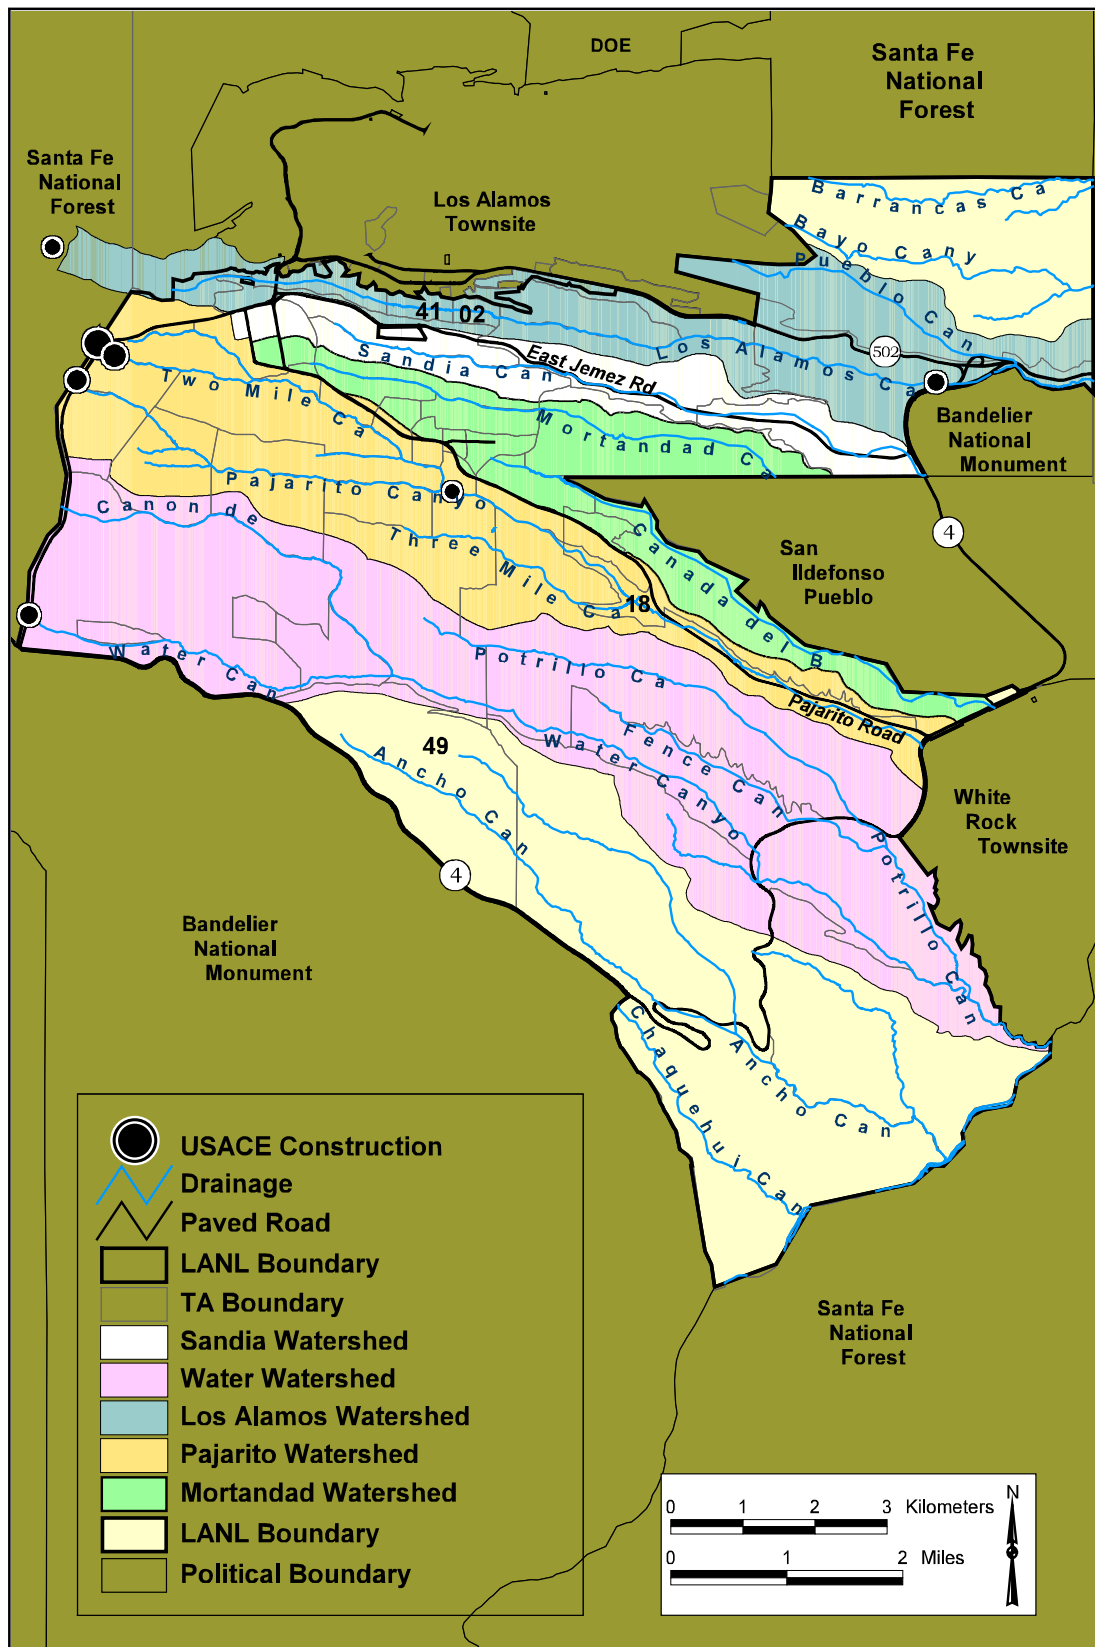 DOE
Santa Fe
National
Forest
Santa Fe
National
Forest
Los Alamos
Townsite
Barrancas Ca
Bayo Cany
Pueblo Can
41 02
502
East Jemez Rd
Los Alamos Ca
Sandia Can
Two Mile Ca
Mortandad Ca
Bandelier
National
Monument
Pajarito Canyo
Canon de
Three Mile Ca
4
Canada del B
San
Ildefonso
Pueblo
18
Water Can
Potrillo Ca
Pajarito Road
49
Ancho Can
Water Canyo
Fence Can
White
Rock
Townsite
Potrillo Can
4
Bandelier
National
Monument
Chaquehui Can
Ancho Can
USACE Construction
Drainage
Paved Road
LANL Boundary
TA Boundary
Sandia Watershed
Water Watershed
Los Alamos Watershed
Pajarito Watershed
Mortandad Watershed
LANL Boundary
Political Boundary
Santa Fe
National
Forest
N
0 1 2 3 Kilometers
0 1 2 Miles